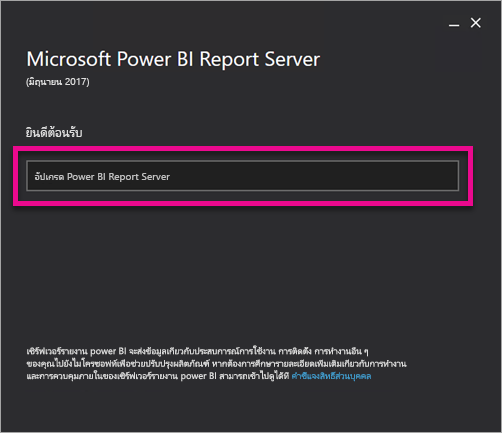 Microsoft Power BI Report Server
(มิถุนายน 2017)
ยินดีต้อนรับ
อัปเกรด Power BI Report Server
เซิร์ฟเวอร์รายงาน power BI จะส่งข้อมูลเกี่ยวกับประสบการณ์การใช้งาน การติดตั้ง การทำงานอื่น ๆ
ของคุณไปยังไมโครซอฟท์เพื่อช่วยปรับปรุงผลิตภัณฑ์ หากต้องการศึกษารายละเอียดเพิ่มเติมเกี่ยวกับการทำงาน
และการควบคุมภายในของเซิร์ฟเวอร์รายงาน power BI สามารถเข้าไปดูได้ที่ คำชี้แจงสิทธิ์ส่วนบุคคล